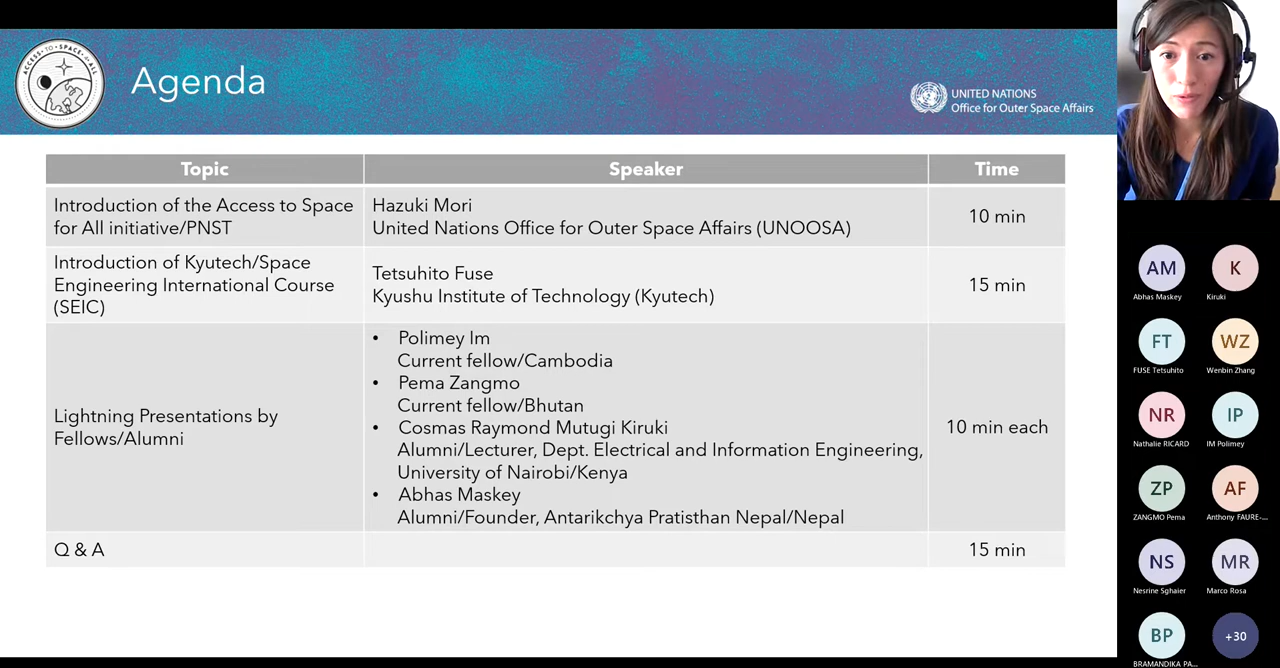 ACCESS • TO • SPACE 4 ALL
Agenda
UNITED NATIONS
Office for Outer Space Affairs
Topic
Speaker
Time
Introduction of the Access to Space
for All initiative/PNST
Hazuki Mori
United Nations Office for Outer Space Affairs (UNOOSA)
10 min
Introduction of Kyutech/Space
Engineering International Course
(SEIC)
Tetsuhito Fuse
Kyushu Institute of Technology (Kyutech)
15 min
Lightning Presentations by
Fellows/Alumni
• Polimey Im
Current fellow/Cambodia
• Pema Zangmo
Current fellow/Bhutan
• Cosmas Raymond Mutugi Kiruki
Alumni/Lecturer, Dept. Electrical and Information Engineering,
University of Nairobi/Kenya
• Abhas Maskey
Alumni/Founder, Antarikchya Pratisthan Nepal/Nepal
10 min each
Q & A
15 min
AM
Abhas Maskey
K
Kiruki
FT
FUSE Tetsuhito
WZ
Wenbin Zhang
NR
Nathalie RICARD
IP
IM Polimey
ZP
ZANGMO Pema
AF
Anthony FAURE-...
NS
Nesrine Sghaier
MR
Marco Rosa
BP
BRAMANDIKA PA...
+30